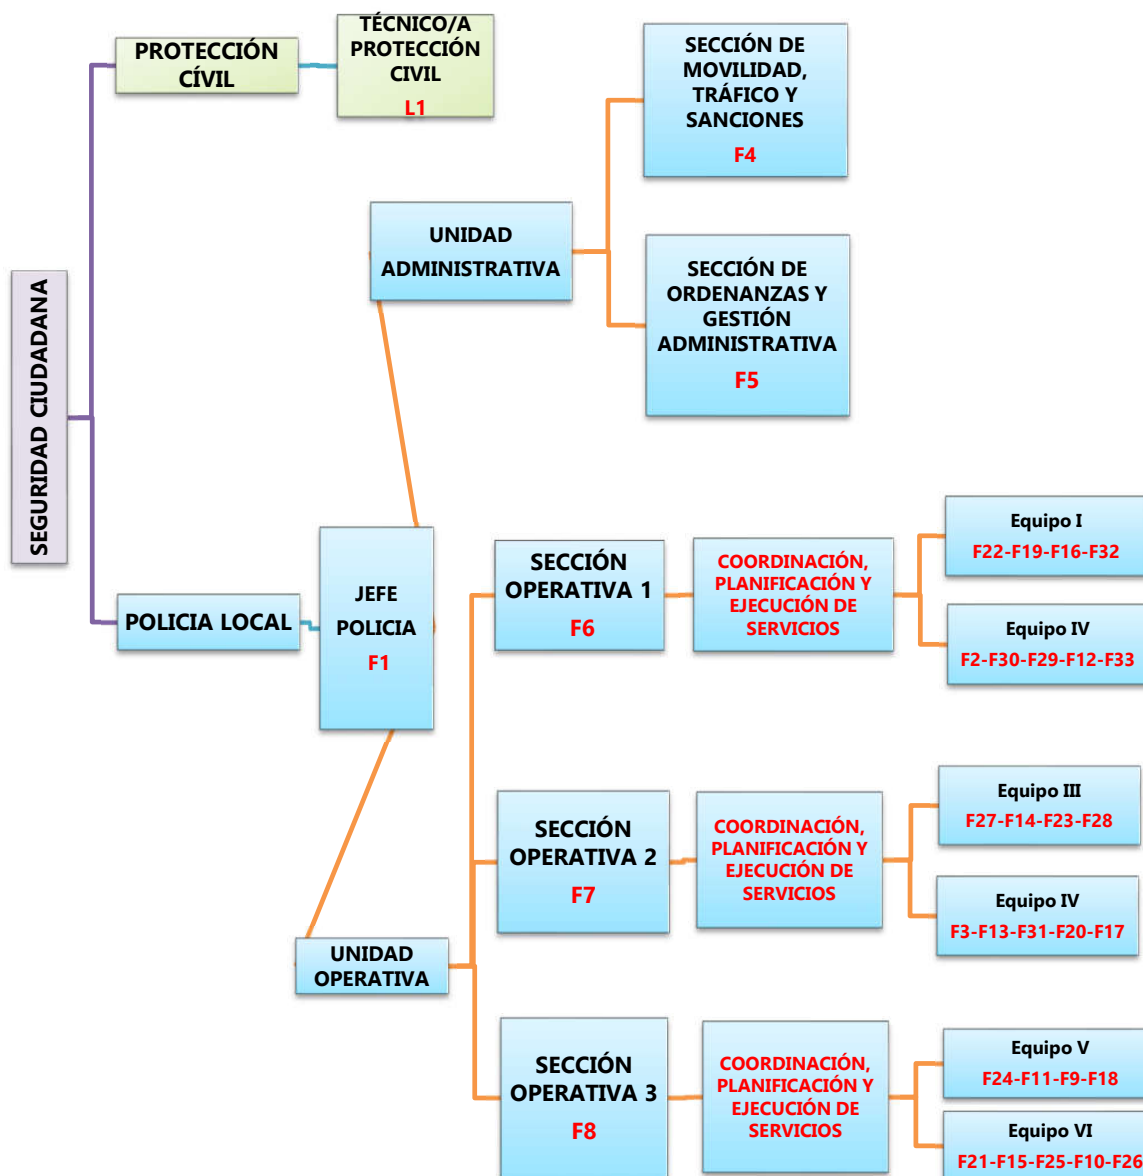 SEGURIDAD CIUDADANA
PROTECCIÓN
CÍVIL
TÉCNICO/A
PROTECCIÓN
CIVIL
L1
POLICIA LOCAL
JEFE
POLICIA
F1
UNIDAD
ADMINISTRATIVA
SECCIÓN DE
MOVILIDAD,
TRÁFICO Y
SANCIONES
F4
SECCIÓN DE
ORDENANZAS Y
GESTIÓN
ADMINISTRATIVA
F5
UNIDAD
OPERATIVA
SECCIÓN
OPERATIVA 1
F6
COORDINACIÓN,
PLANIFICACIÓN Y
EJECUCIÓN DE
SERVICIOS
Equipo I
F22-F19-F16-F32
Equipo IV
F2-F30-F29-F12-F33
SECCIÓN
OPERATIVA 2
F7
COORDINACIÓN,
PLANIFICACIÓN Y
EJECUCIÓN DE
SERVICIOS
Equipo III
F27-F14-F23-F28
Equipo IV
F3-F13-F31-F20-F17
SECCIÓN
OPERATIVA 3
F8
COORDINACIÓN,
PLANIFICACIÓN Y
EJECUCIÓN DE
SERVICIOS
Equipo V
F24-F11-F9-F18
Equipo VI
F21-F15-F25-F10-F26